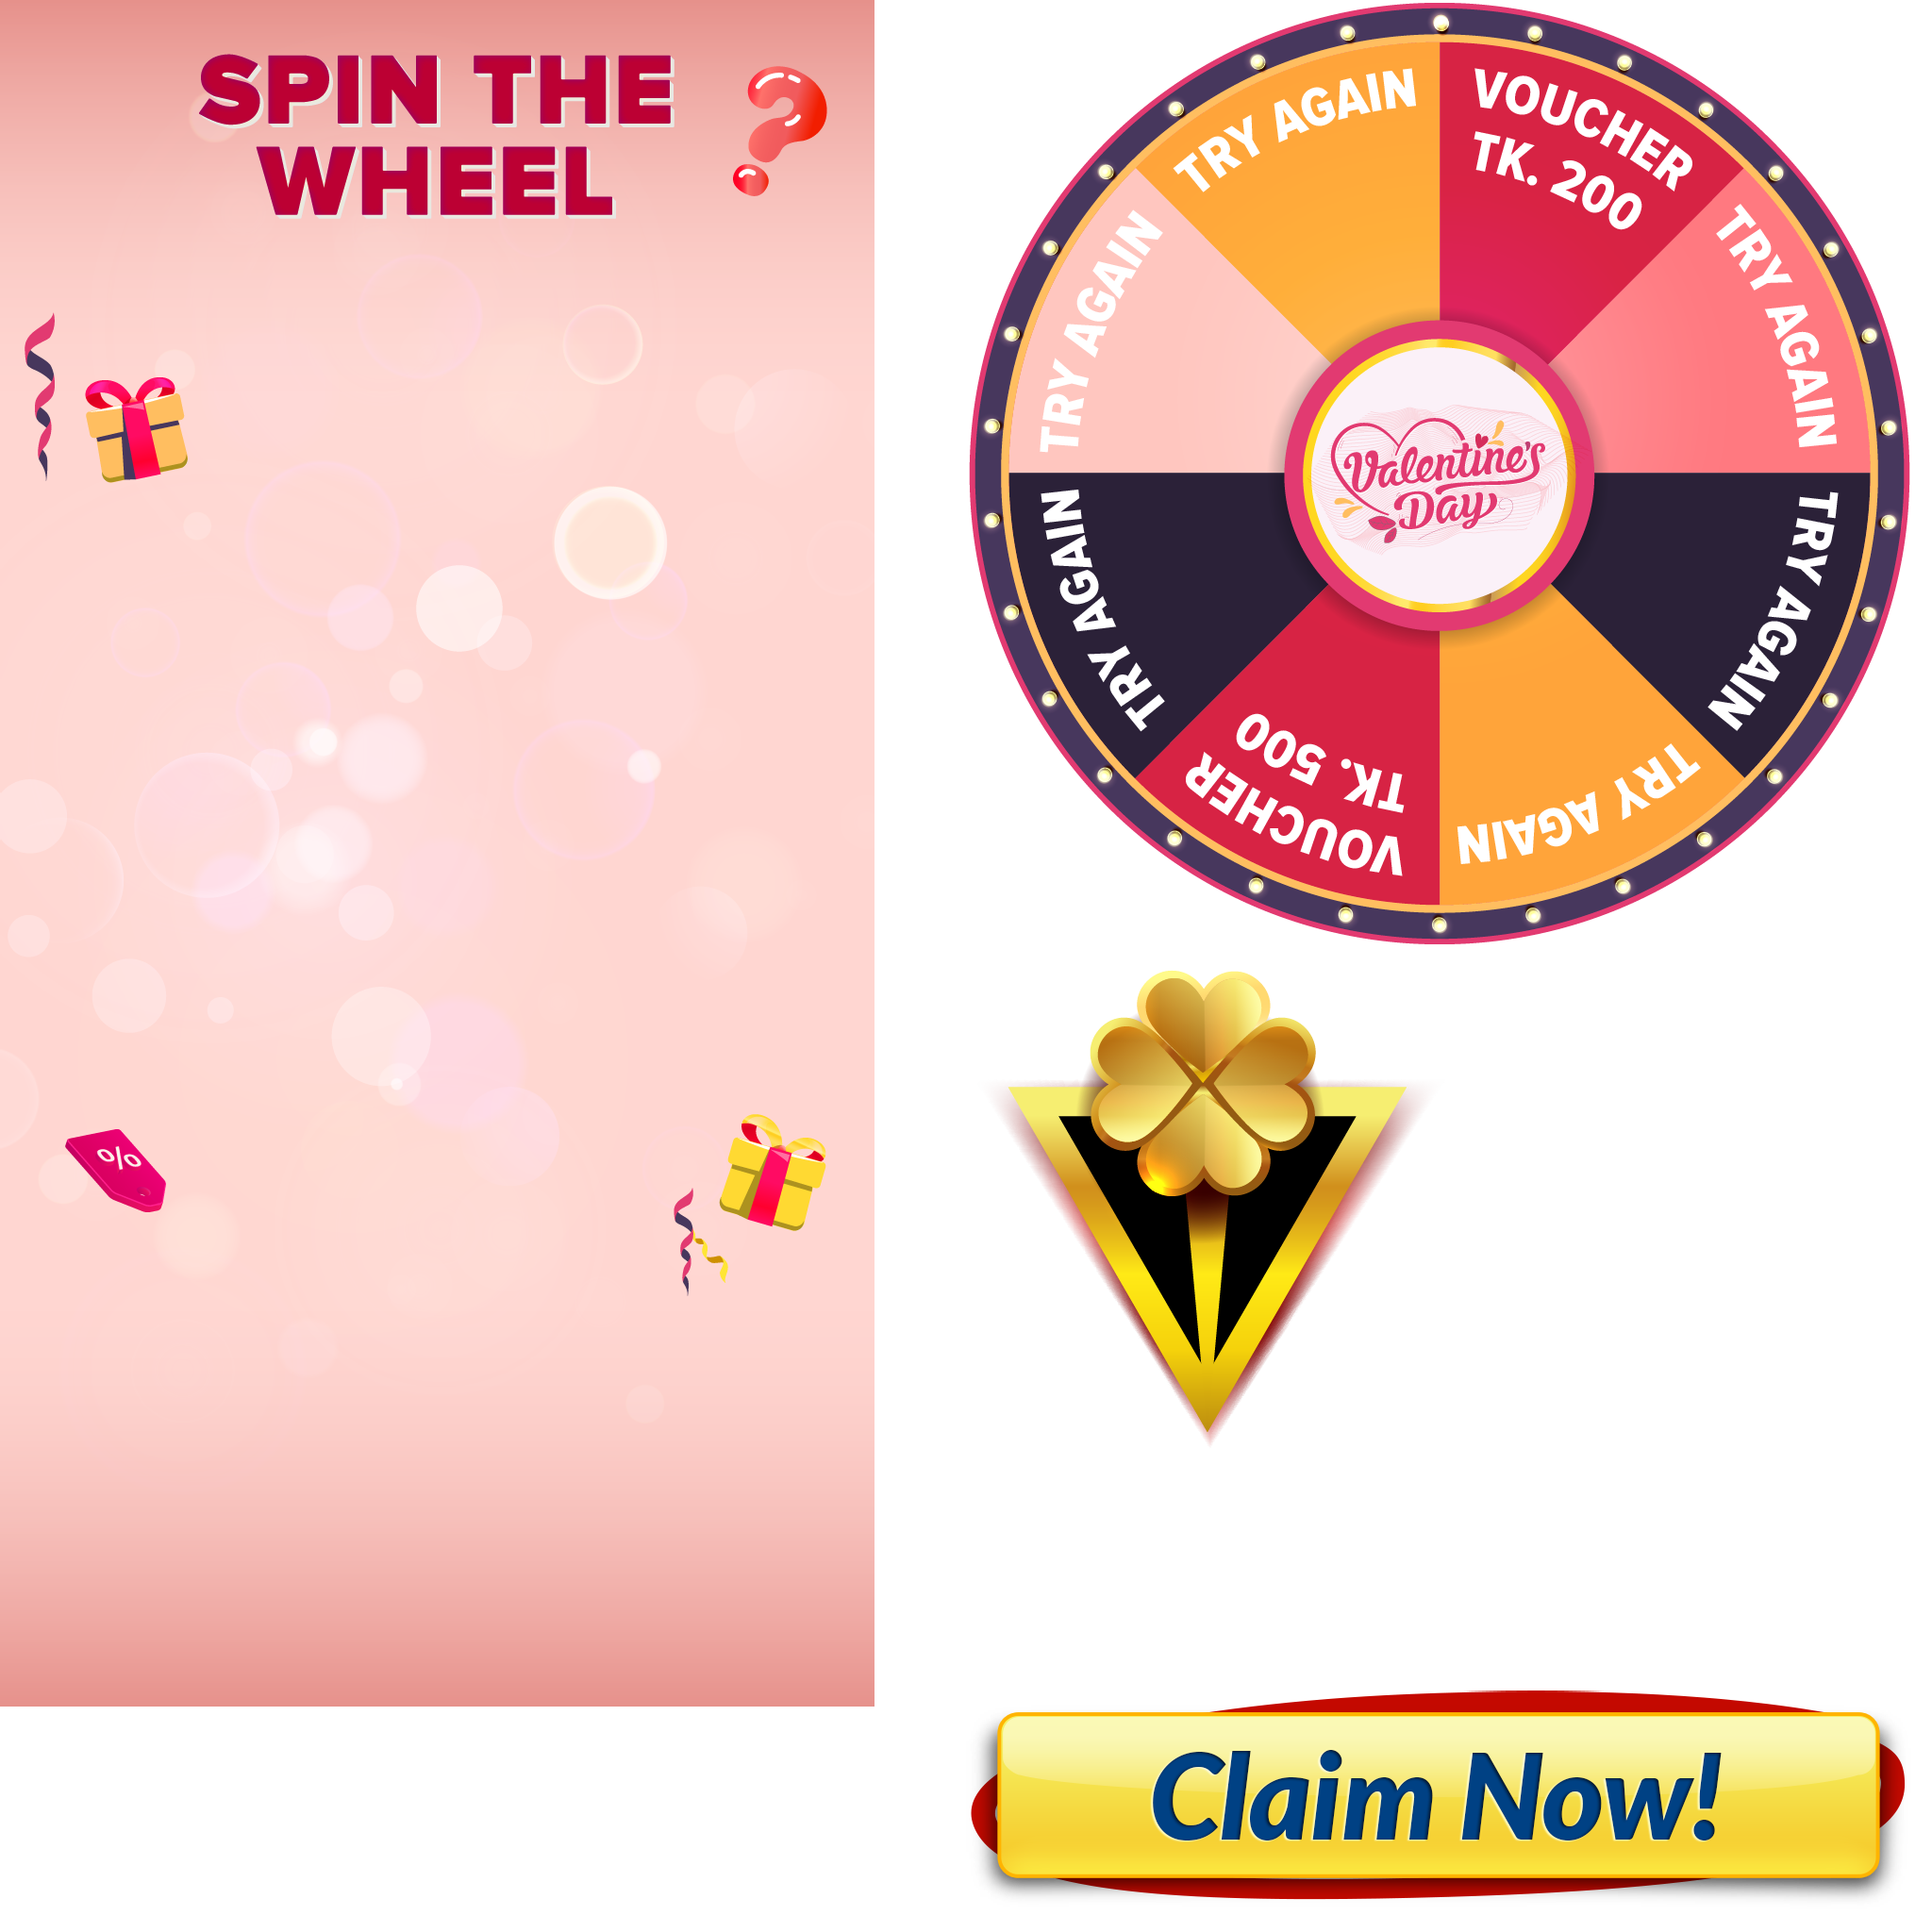 SPIN THE
WHEEL
?
TRY AGAIN
VOUCHER
TK. 200
TRY AGAIN
TRY AGAIN
TRY AGAIN
VOUCHER
TK. 500
TRY AGAIN
TRY AGAIN
Valentine's
Day
%
Claim Now!